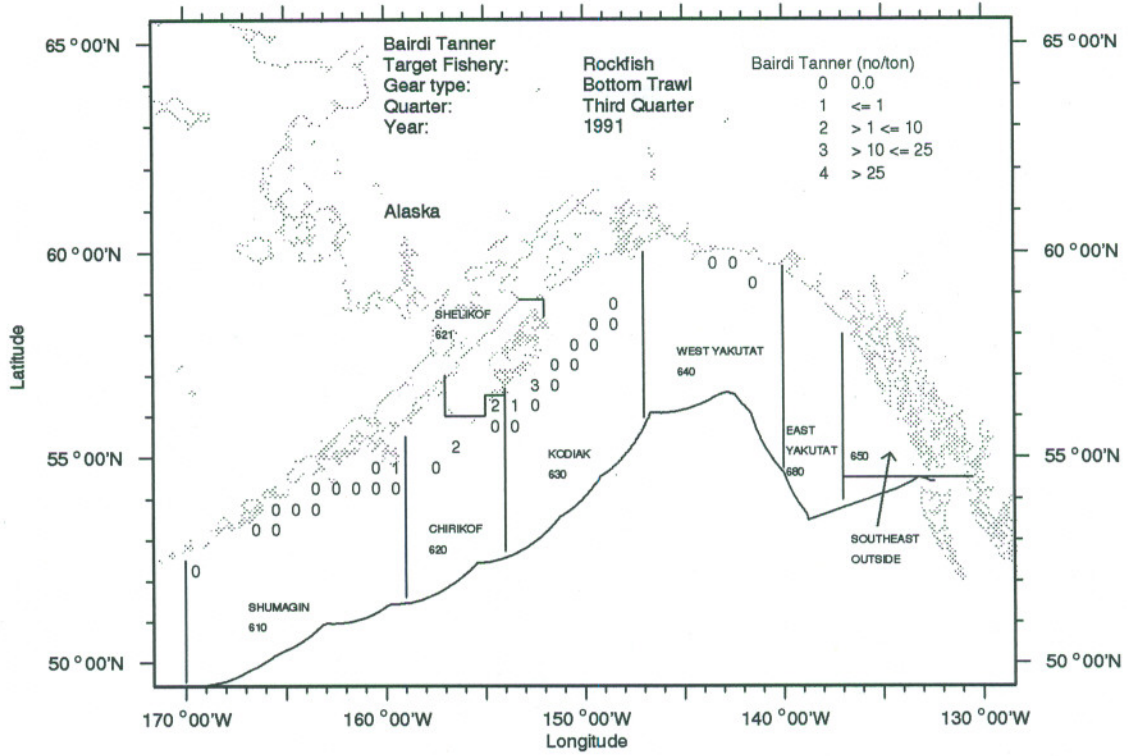 65 °00'N
65 °00'N
Bairdi Tanner
Target Fishery: Rockfish
Gear type: Bottom Trawl
Quarter: Third Quarter
Year: 1991
Bairdi Tanner (no/ton)
0 0.0
1 <= 1
2 > 1 <= 10
3 > 10 <= 25
4 > 25
Alaska
60 °00'N
60 °00'N
0 0
0
SHELIKOF
621
0
0 0
0 0
WEST YAKUTAT
640
0 0
3 0
2 1 0
0 0
EAST
YAKUTAT
680
650
2
KODIAK
630
55 °00'N
55 °00'N
0 1
0
0 0 0 0 0
0 0 0
0 0
CHIRIKOF
620
SOUTHEAST
OUTSIDE
0
SHUMAGIN
610
50 °00'N
50 °00'N
170 °00'W
160 °00'W
150 °00'W
140 °00'W
130 °00'W
Latitude
Longitude